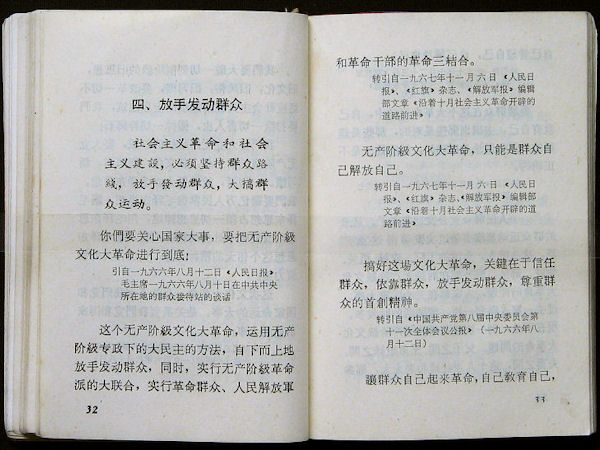 四、放手发动群众
社会主义革命和社会
主义建設，必须坚持群众路
綫，放手發动群众，大搞群
众运动。
你們要关心国家大事，要把无产阶級
文化大革命进行到底！
引自一九六六年八月十二日《人民日报》
毛主席一九六六年八月十日在中共中央
所在地的群众接待站的谈话
这个无产阶級文化大革命，运用无产
阶級专政下的大民主的方法，自下而上地
放手发动群众，同时，实行无产阶級革命
派的大联合，实行革命群众、人民解放軍
32
和革命干部的革命三結合。
转引自一九六七年十一月六日《人民日
报》、《红旗》杂志、《解放军报》编辑
部文章《沿着十月社会主义革命开辟的
道路前进》
无产阶級文化大革命，只能是群众自
己解放自己。
转引自一九六七年十一月六日《人民日
报》、《红旗》杂志、《解放军报》编辑部
文章《沿着十月社会主义革命开辟的道
路前进》
搞好这場文化大革命，关鍵在于信任
群众，依靠群众，放手发动群众，尊重群
众的首創精神。
转引自《中国共产党第八届中央委员会第
十一次全体会议公报》（一九六六年八
月十二日）
讓群众自己起来革命，自己教育自己，
33